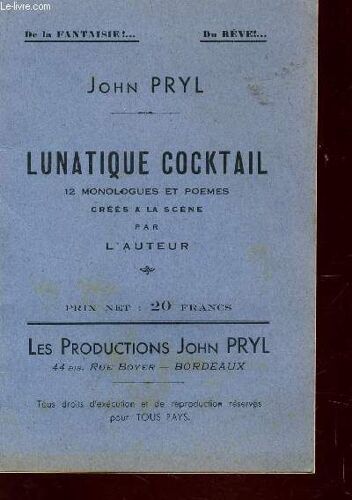 Le-livre.com
De la FANTAISIE!... Du RÊVE!...
JOHN PRYL
LUNATIQUE COCKTAIL
12 MONOLOGUES ET POEMES
CRÉÉS A LA SCÈNE
PAR
L'AUTEUR
PRIX NET : 20 FRANCS
LES PRODUCTIONS JOHN PRYL
44 BIS, RUE BOYER — BORDEAUX
Tous droits d'exécution et de reproduction réservés
pour TOUS PAYS.